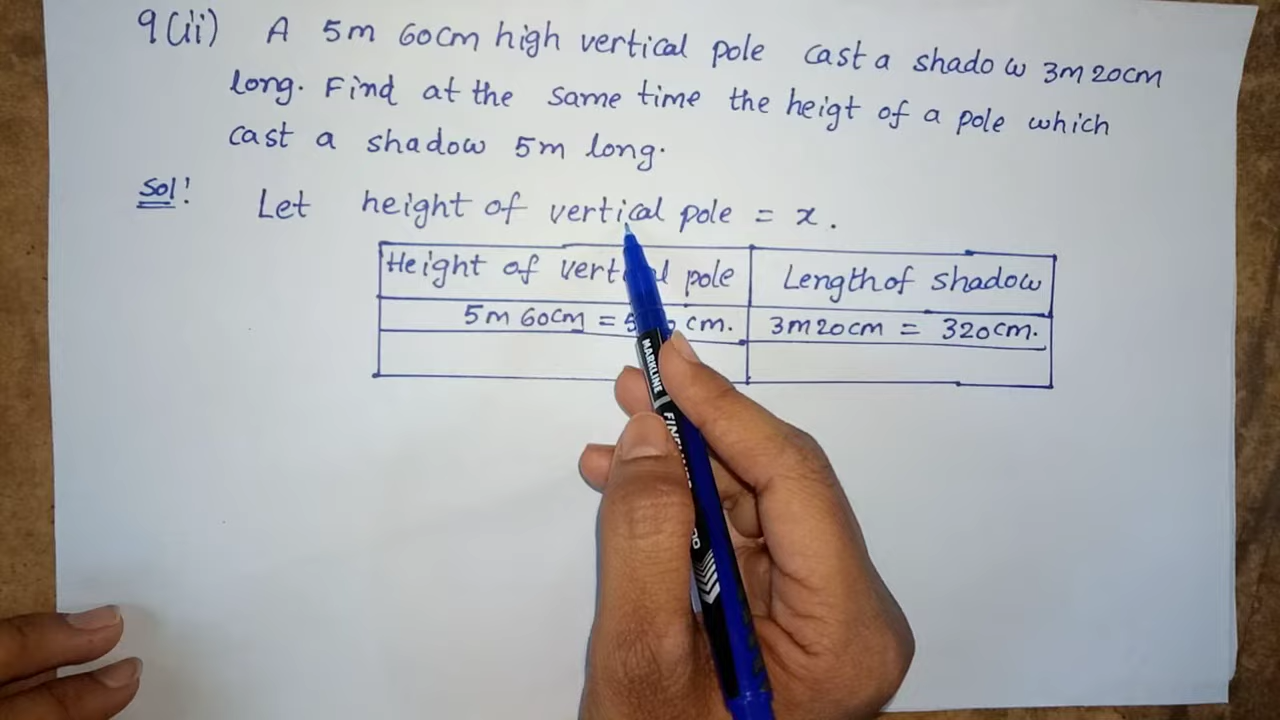 9(ii) A 5m 60cm high vertical pole cast a shadow 3m 20cm
long. Find at the same time the heigt of a pole which
cast a shadow 5m long.
Sol! Let height of vertical pole = x.
Height of pole Length of shadow
5m 60cm = cm. 3m 20cm = 320cm.
MARKLINE